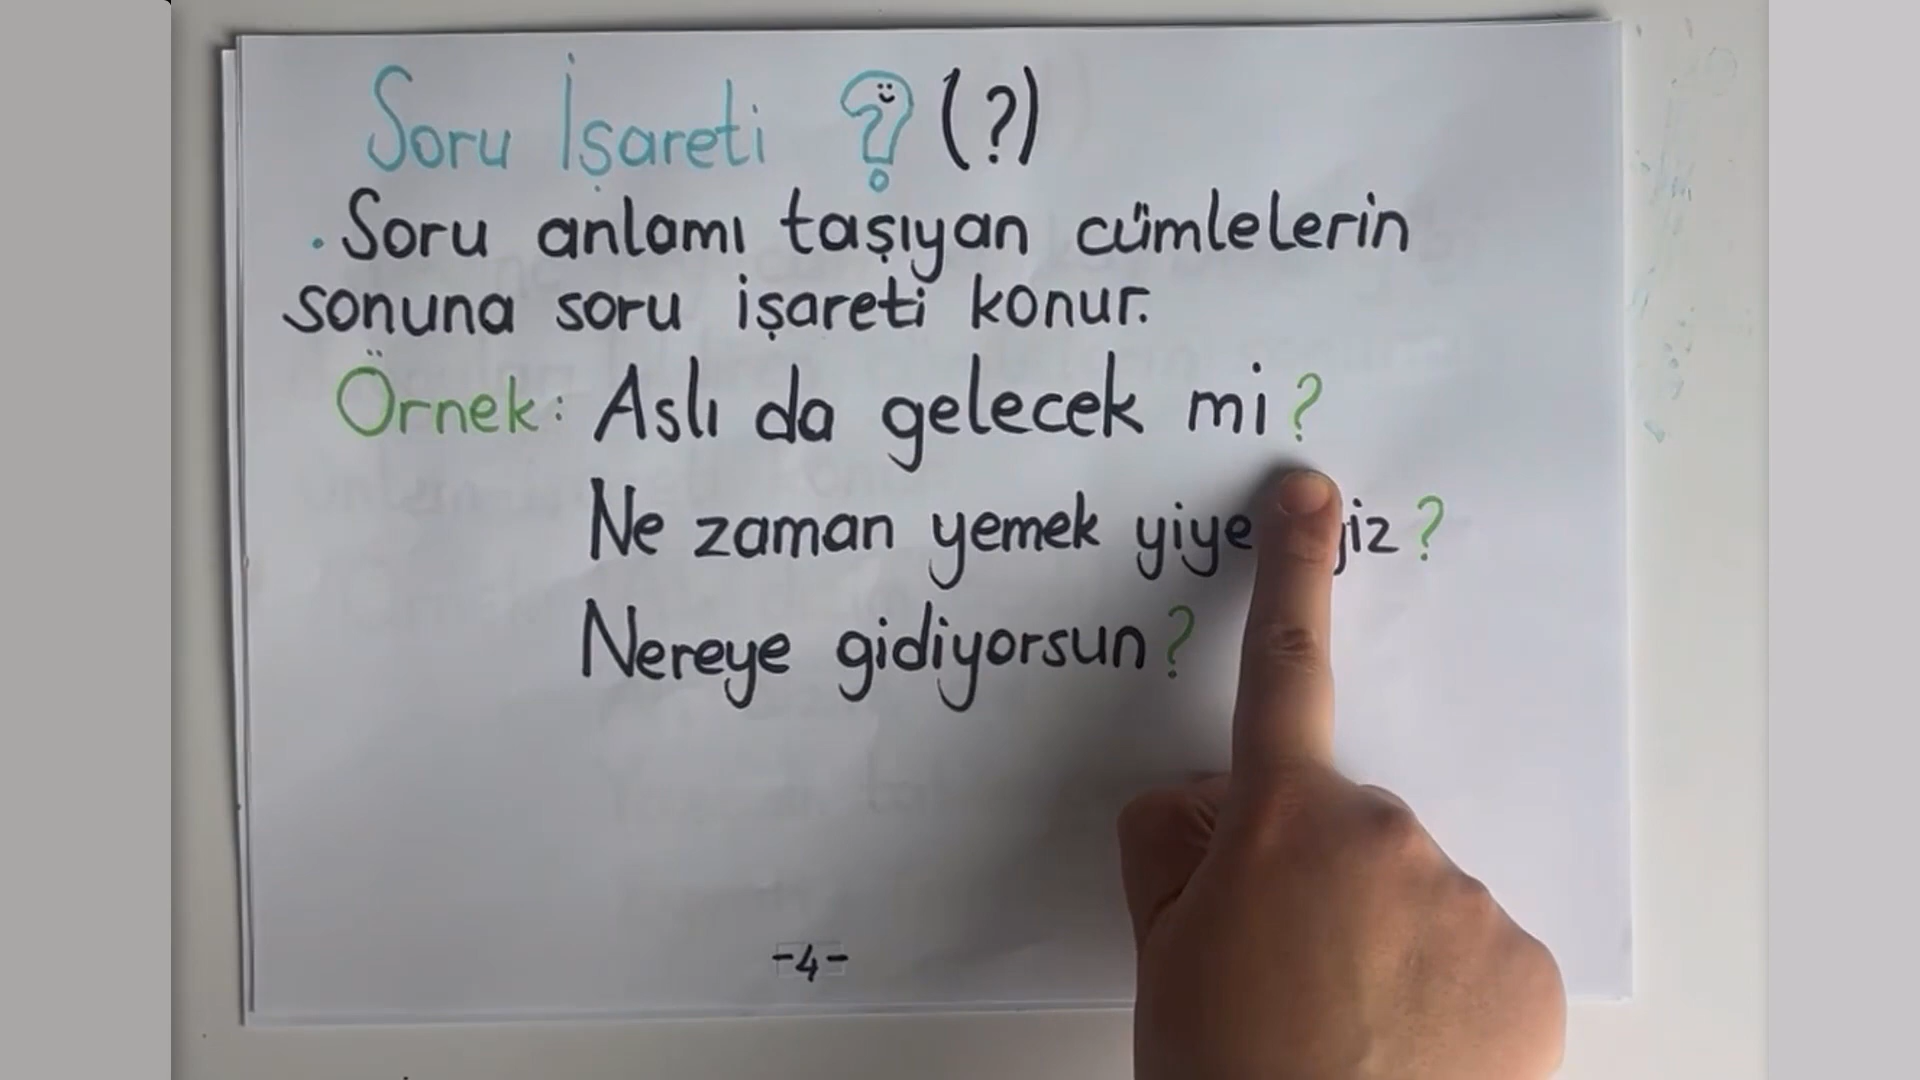 Soru İşareti ? (?)
. Soru anlamı taşıyan cümlelerin
sonuna soru işareti konur.
Örnek: Aslı da gelecek mi?
Ne zaman yemek ?
Nereye gidiyorsun?
-4-